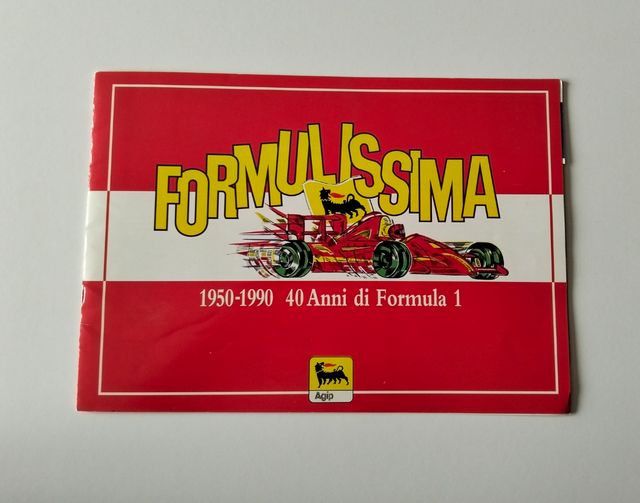 FORMULISSIMA
1950-1990 40 Anni di Formula 1
Agip